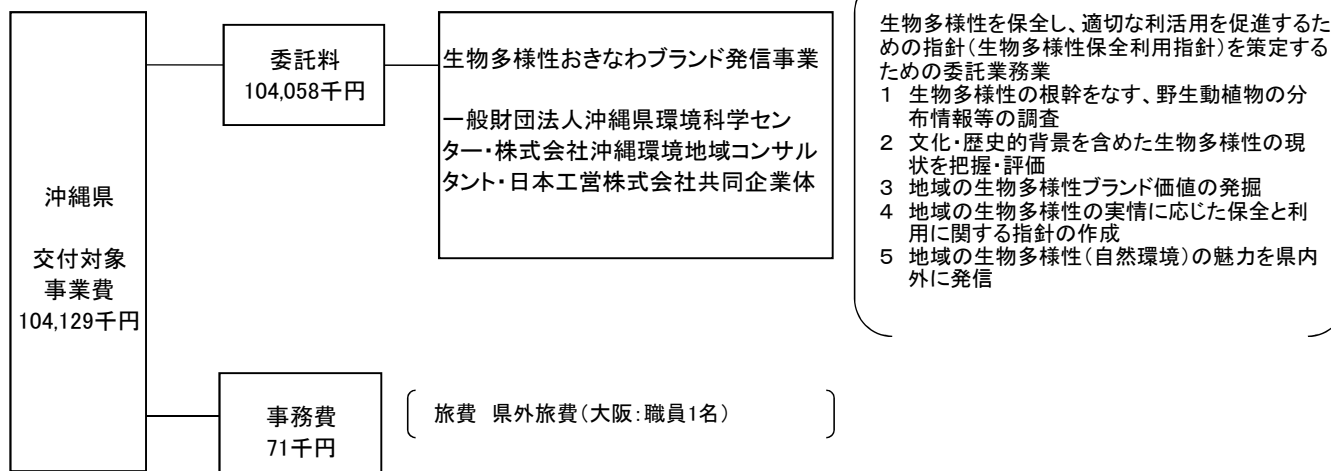 沖縄県
交付対象
事業費
104,129千円
委託料
104,058千円
生物多様性おきなわブランド発信事業
一般財団法人沖縄県環境科学セン
ター・株式会社沖縄環境地域コンサル
タント・日本工営株式会社共同企業体
生物多様性を保全し、適切な利活用を促進するた
めの指針(生物多様性保全利用指針)を策定する
ための委託業務業
1 生物多様性の根幹をなす、野生動植物の分
布情報等の調査
2 文化・歴史的背景を含めた生物多様性の現
状を把握・評価
3 地域の生物多様性ブランド価値の発掘
4 地域の生物多様性の実情に応じた保全と利
用に関する指針の作成
5 地域の生物多様性(自然環境)の魅力を県内
外に発信
事務費
71千円
旅費 県外旅費(大阪:職員1名)